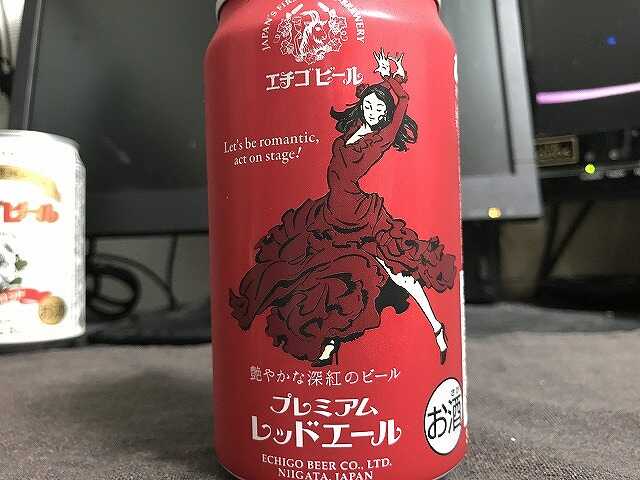 JAPAN'S FIRST
BREWERY
エチゴビール
Let's be romantic,
act on stage!
艶やかな深紅のビール
プレミアム
レッドエール
お酒
ECHIGO BEER CO., LTD.
NIIGATA, JAPAN
ビール